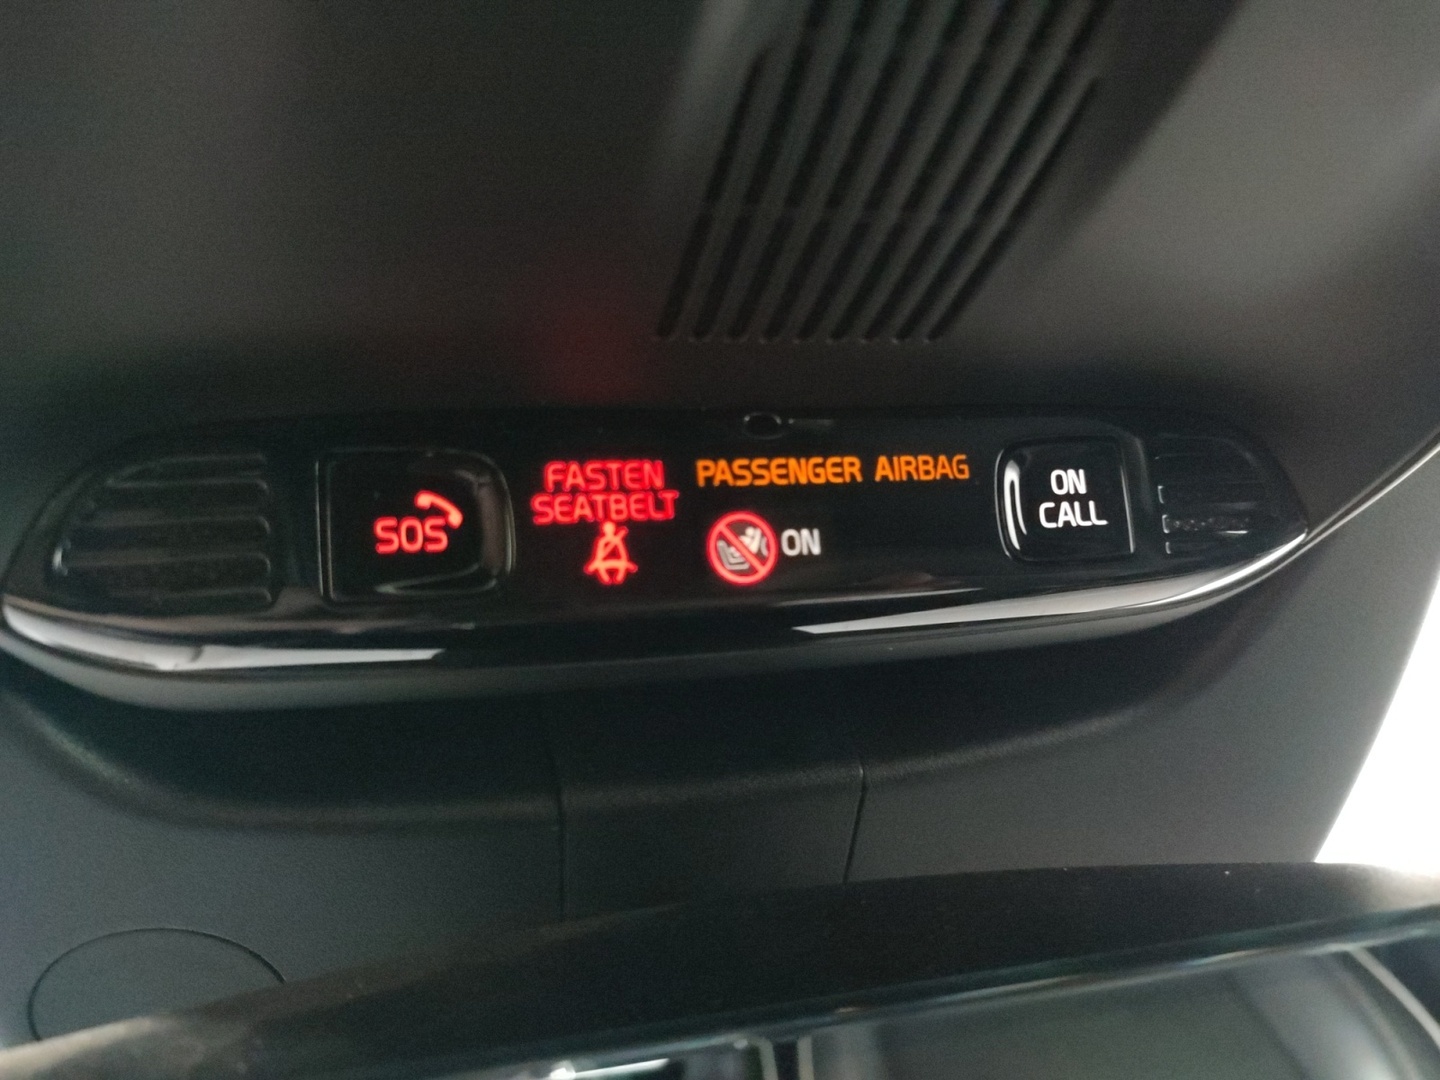 SOS
FASTEN
SEATBELT
PASSENGER AIRBAG
ON
ON
CALL